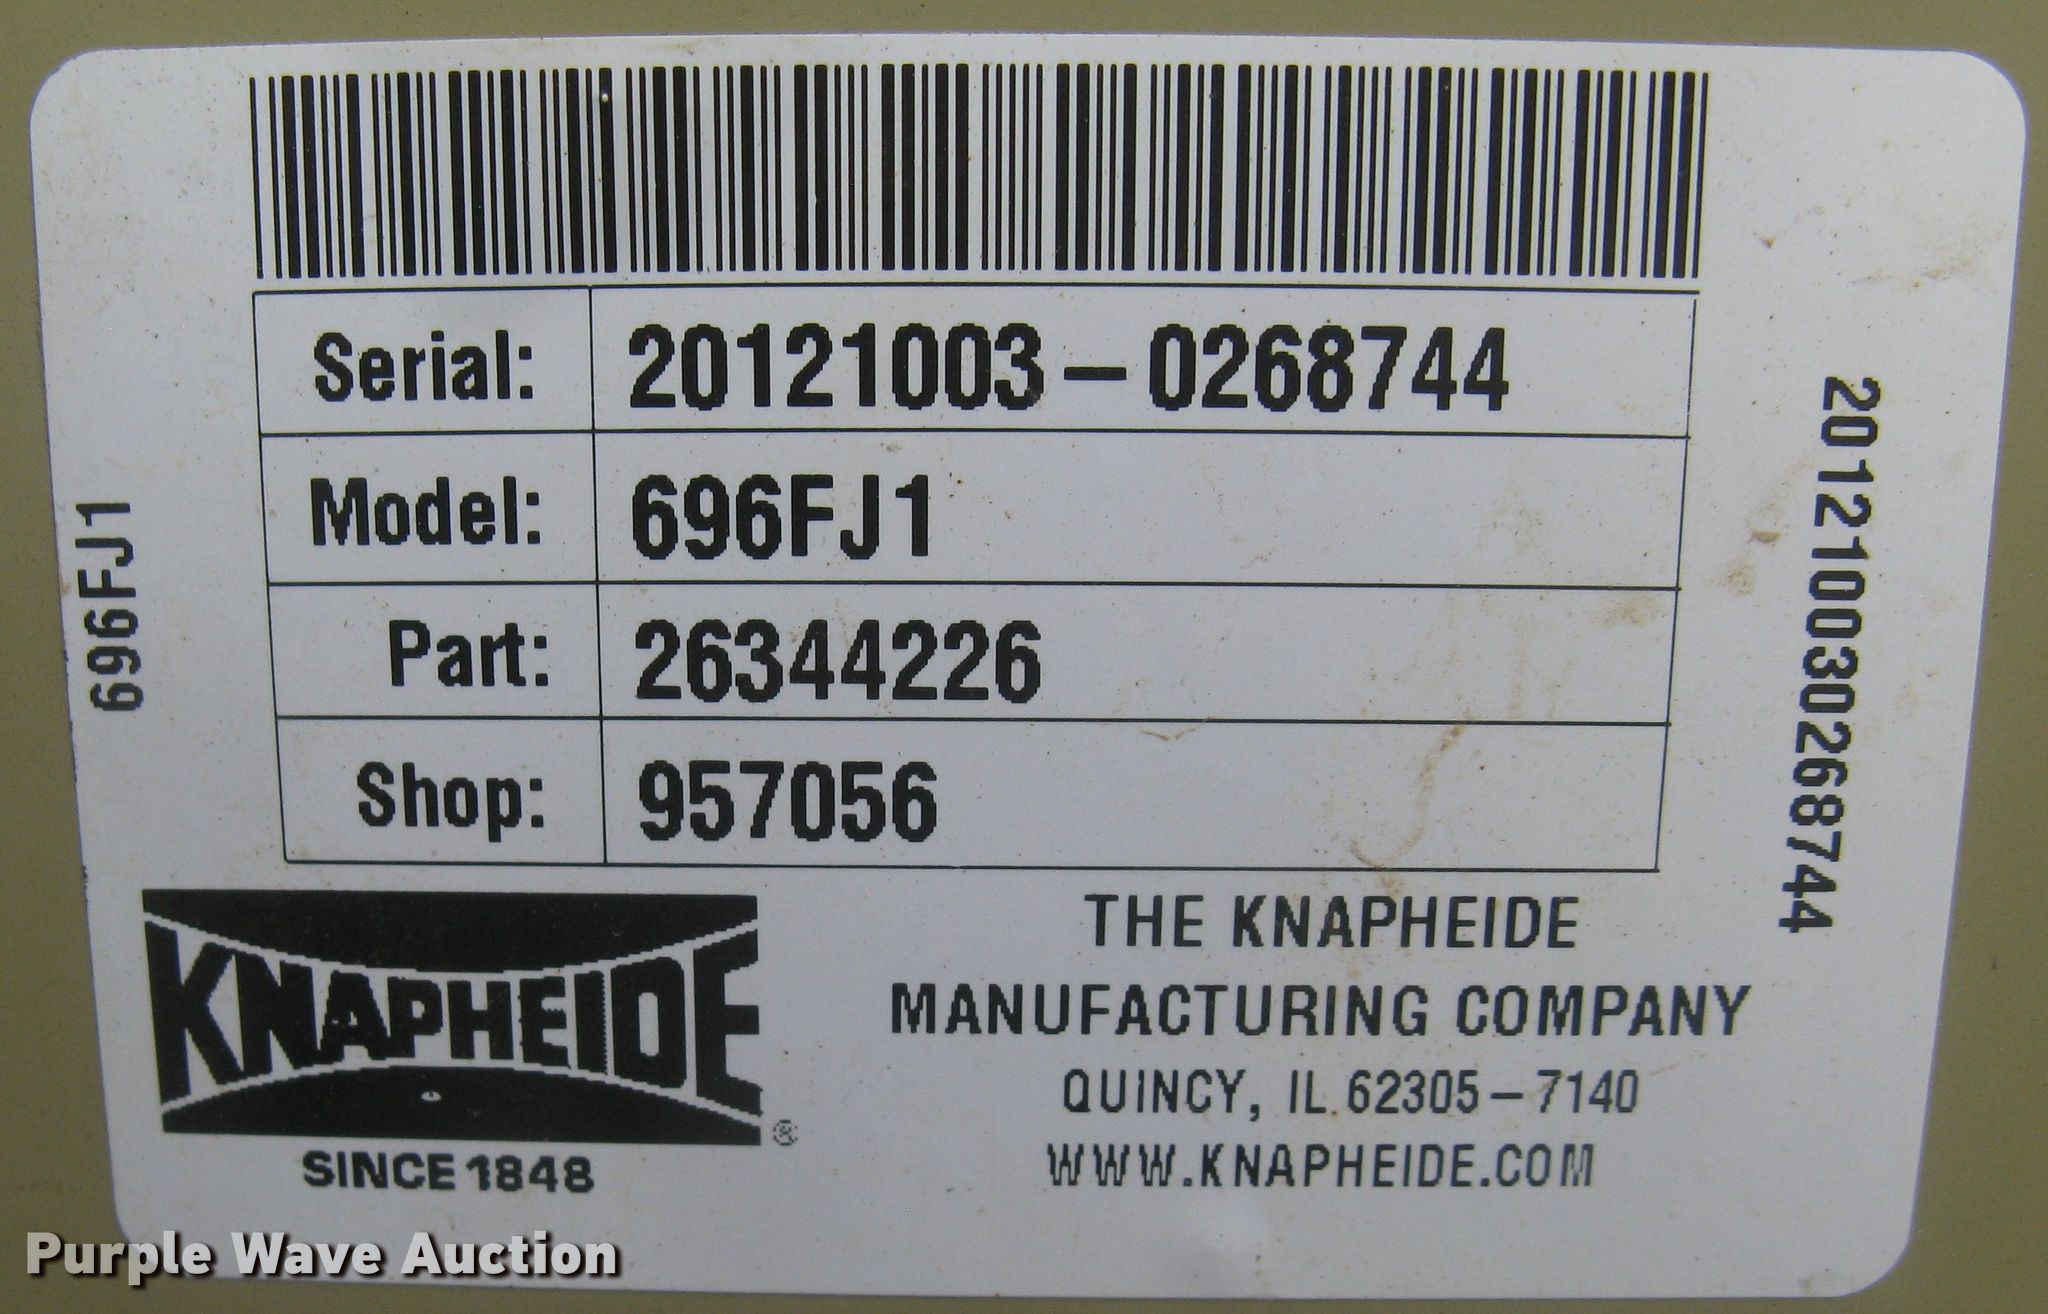 Serial: 20121003-0268744
Model: 696FJ1
Part: 26344226
Shop: 957056
696FJ1
201210030268744
KNAPHEIDE®
SINCE 1848
THE KNAPHEIDE
MANUFACTURING COMPANY
QUINCY, IL 62305-7140
WWW.KNAPHEIDE.COM
Purple Wave Auction